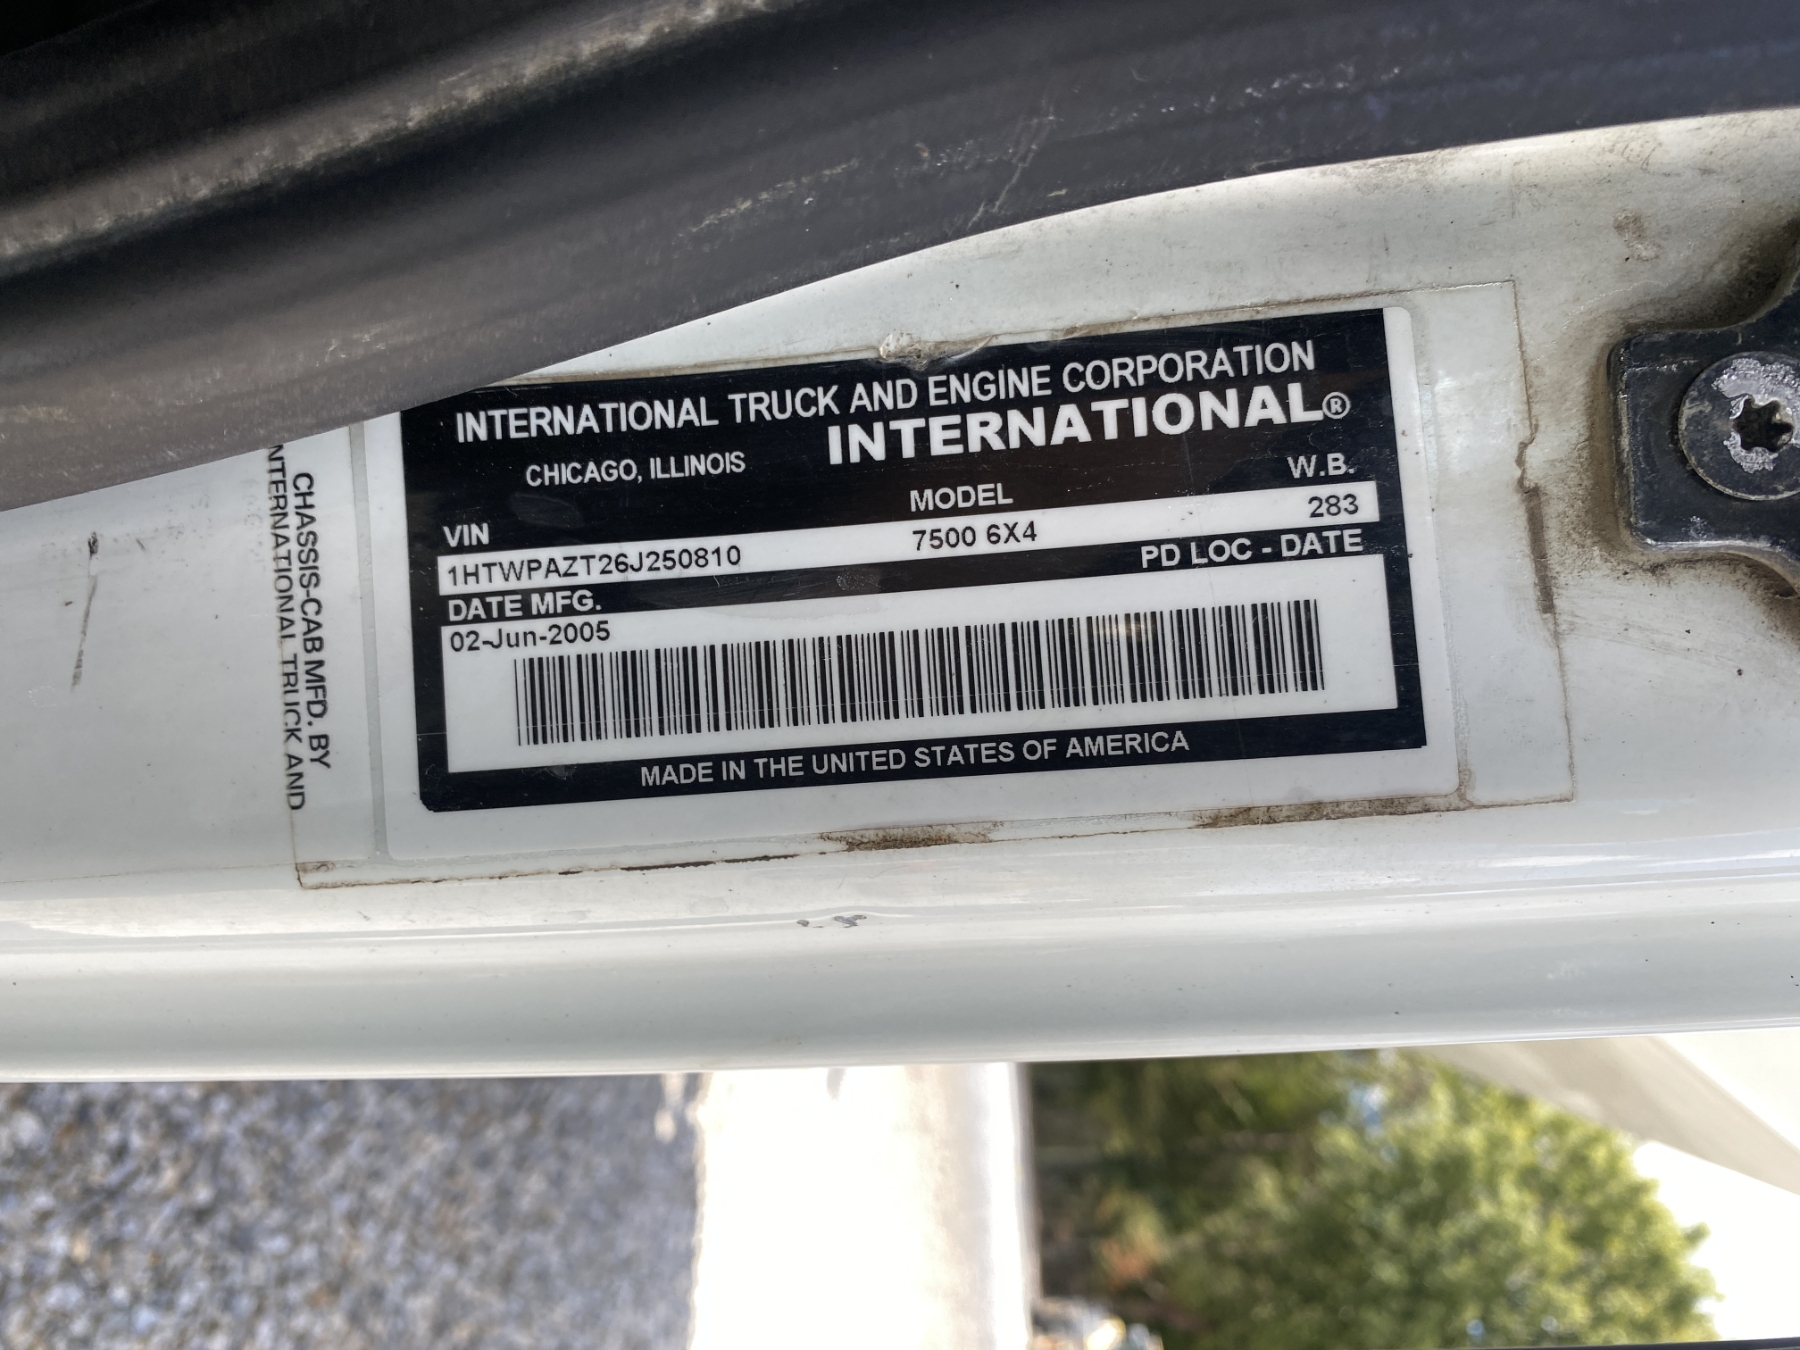 INTERNATIONAL TRUCK AND ENGINE CORPORATION
INTERNATIONAL®
CHICAGO, ILLINOIS
VIN MODEL W.B.
1HTWPAZT26J250810 7500 6X4 283
DATE MFG. PD LOC - DATE
02-Jun-2005
MADE IN THE UNITED STATES OF AMERICA
CHASSIS-CAB MFD. BY
INTERNATIONAL TRUCK AND